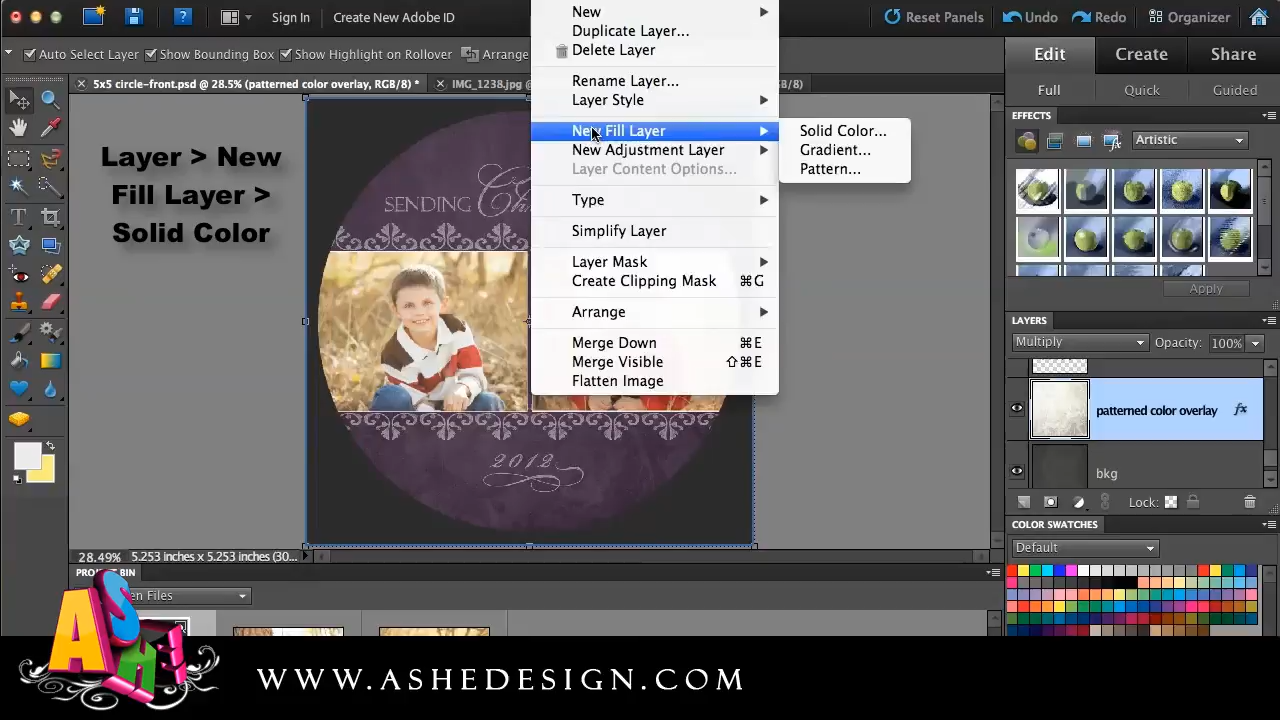 Sign In
Create New Adobe ID
Reset Panels
Undo
Redo
Organizer
Auto Select Layer
Show Bounding Box
Show Highlight on Rollover
Arrange
Edit
Create
Share
5x5 circle-front.psd @ 28.5% (patterned color overlay, RGB/8) *
IMG_1238.jpg @
/8)
Full
Quick
Guided
Layer > New
Fill Layer >
Solid Color
SENDING
2012
New
Duplicate Layer...
Delete Layer
Rename Layer...
Layer Style
New Fill Layer
New Adjustment Layer
Layer Content Options...
Type
Simplify Layer
Layer Mask
Create Clipping Mask ⌘G
Arrange
Merge Down ⌘E
Merge Visible ⇧⌘E
Flatten Image
Solid Color...
Gradient...
Pattern...
EFFECTS
Artistic
Apply
LAYERS
Multiply
Opacity: 100%
patterned color overlay fx
bkg
Lock:
COLOR SWATCHES
Default
28.49% 5.253 inches x 5.253 inches (30...
PROJECT BIN
en Files
ASHE
WWW.ASHEDESIGN.COM